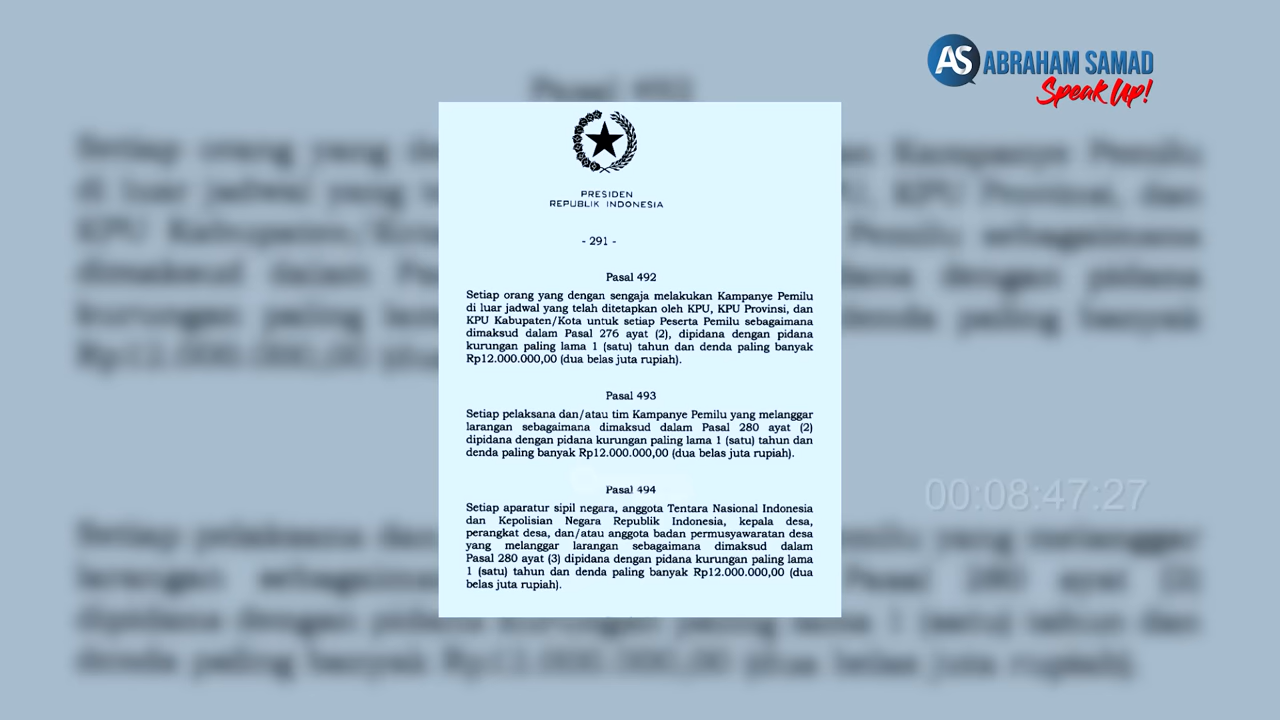 AS ABRAHAM SAMAD
Speak Up!
PRESIDEN
REPUBLIK INDONESIA
- 291 -
Pasal 492
Setiap orang yang dengan sengaja melakukan Kampanye Pemilu
di luar jadwal yang telah ditetapkan oleh KPU, KPU Provinsi, dan
KPU Kabupaten/Kota untuk setiap Peserta Pemilu sebagaimana
dimaksud dalam Pasal 276 ayat (2), dipidana dengan pidana
kurungan paling lama 1 (satu) tahun dan denda paling banyak
Rp12.000.000,00 (dua belas juta rupiah).
Pasal 493
Setiap pelaksana dan/atau tim Kampanye Pemilu yang melanggar
larangan sebagaimana dimaksud dalam Pasal 280 ayat (2)
dipidana dengan pidana kurungan paling lama 1 (satu) tahun dan
denda paling banyak Rp12.000.000,00 (dua belas juta rupiah).
Pasal 494
Setiap aparatur sipil negara, anggota Tentara Nasional Indonesia
dan Kepolisian Negara Republik Indonesia, kepala desa,
perangkat desa, dan/atau anggota badan permusyawaratan desa
yang melanggar larangan sebagaimana dimaksud dalam
Pasal 280 ayat (3) dipidana dengan pidana kurungan paling lama
1 (satu) tahun dan denda paling banyak Rp12.000.000,00 (dua
belas juta rupiah).
00:08:47:27